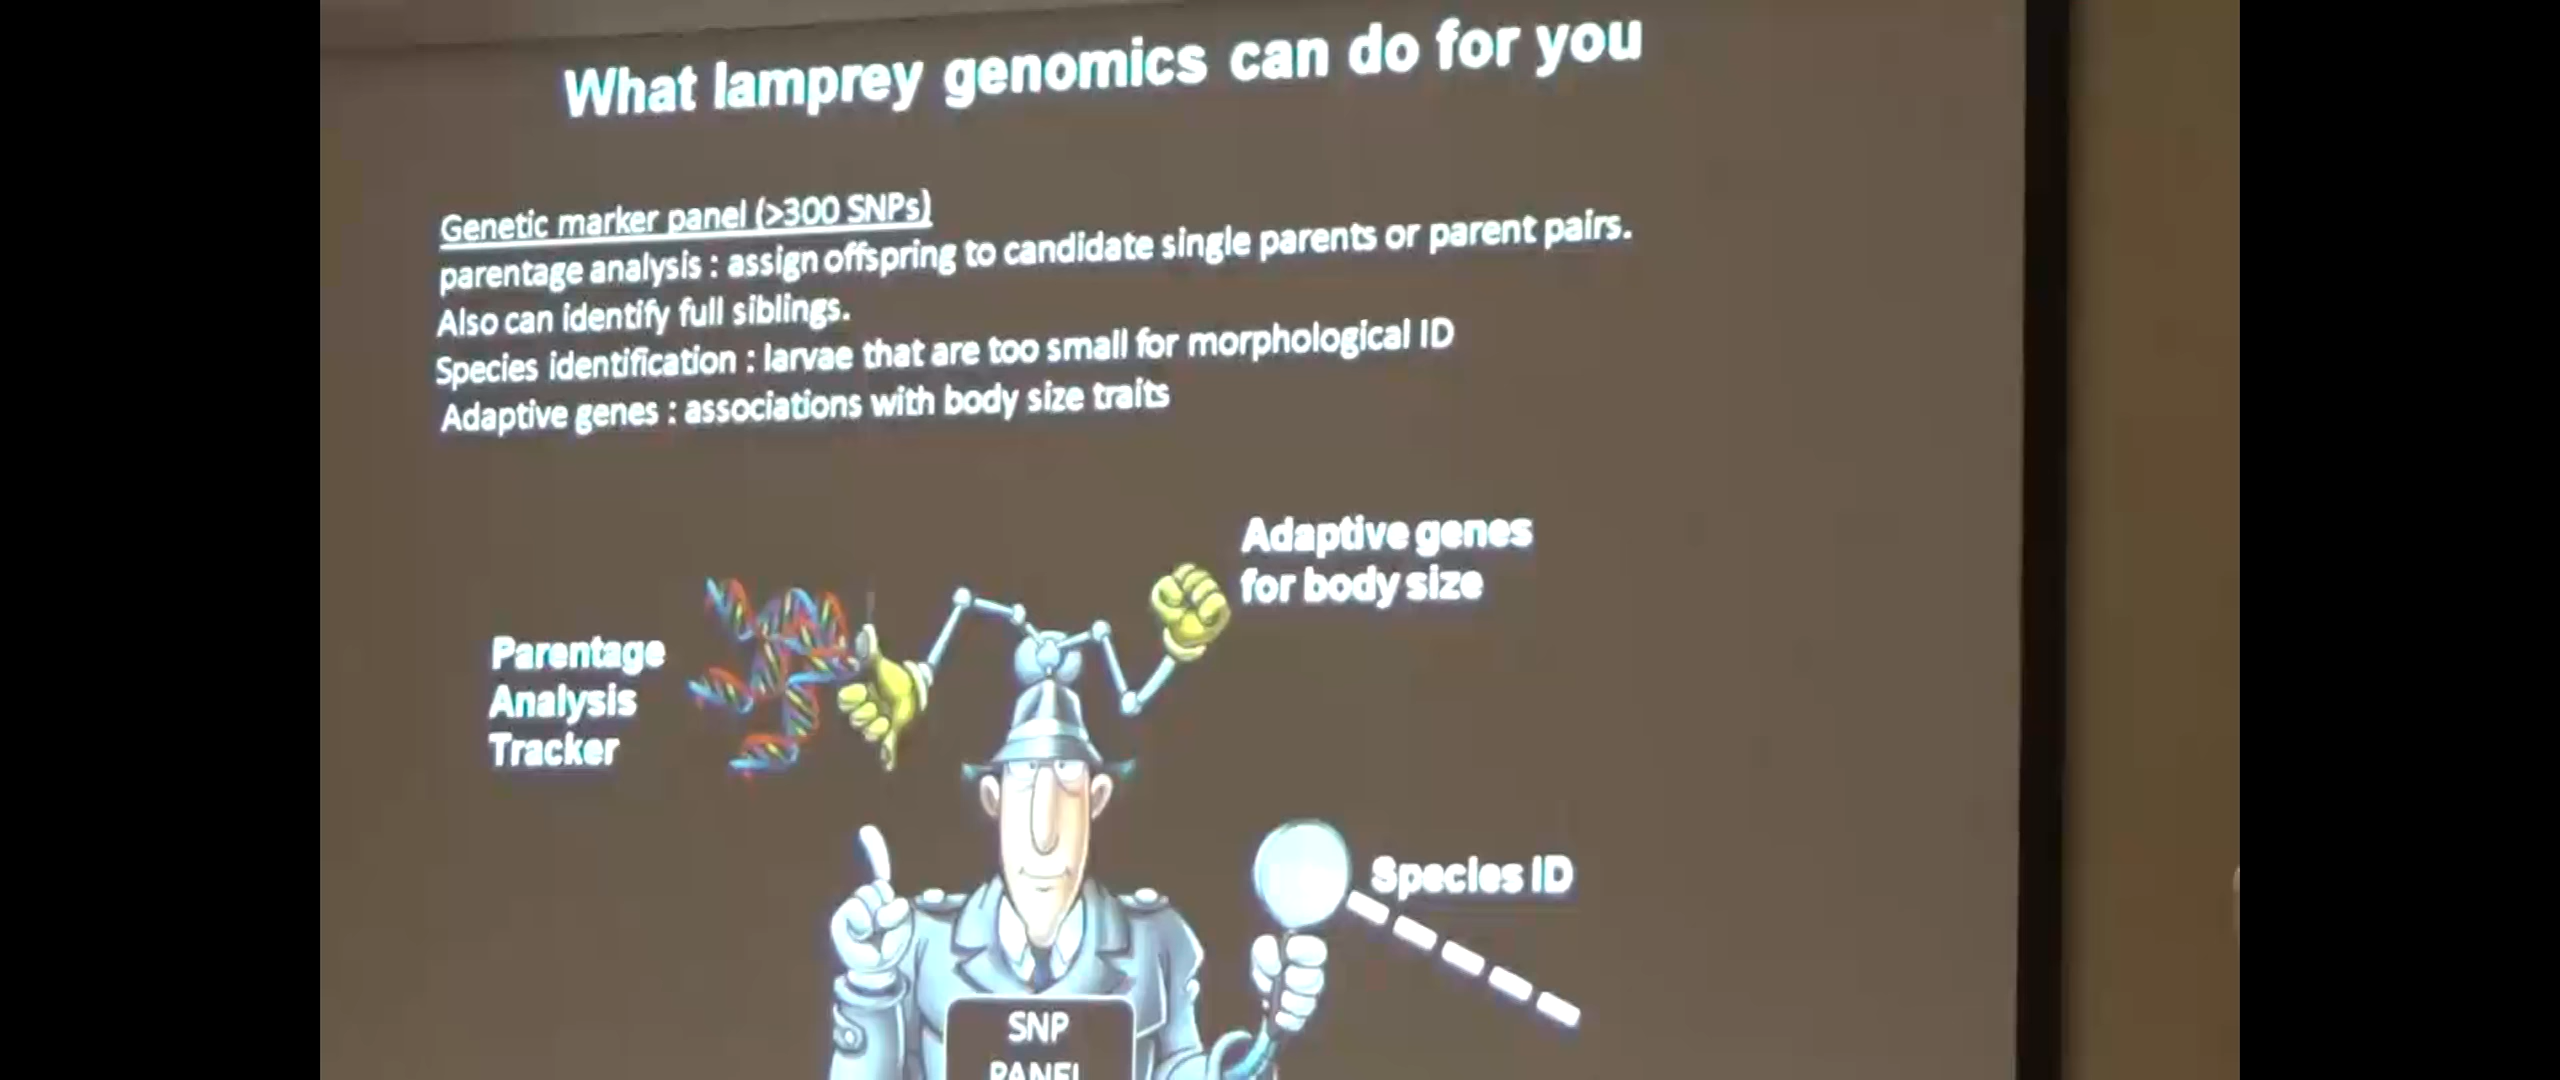 What lamprey genomics can do for you
Genetic marker panel (>300 SNPs)
parentage analysis : assign offspring to candidate single parents or parent pairs.
Also can identify full siblings.
Species identification : larvae that are too small for morphological ID
Adaptive genes : associations with body size traits
Adaptive genes
for body size
Parentage
Analysis
Tracker
Species ID
SNP
PANEL